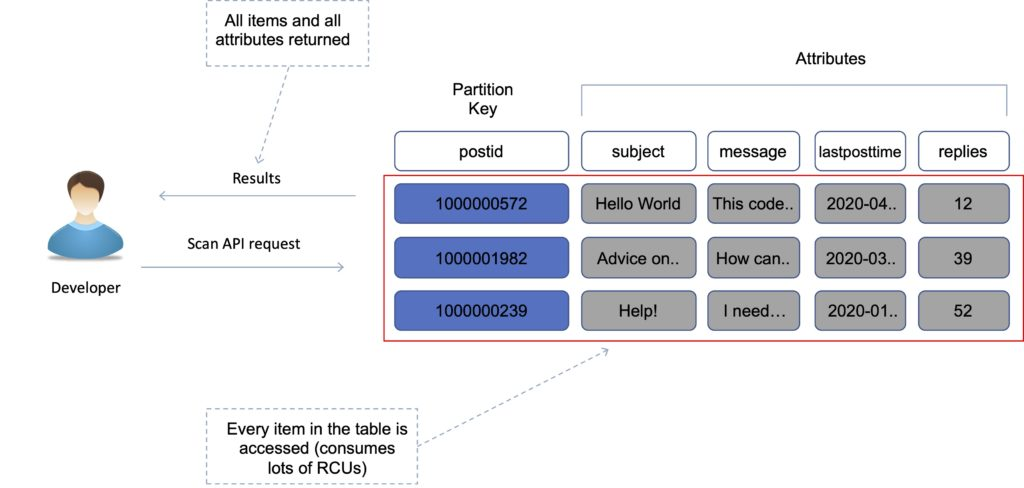 All items and all
attributes returned
Attributes
Partition
Key
postid
subject
message
lastposttime
replies
Results
1000000572
Hello World
This code..
2020-04..
12
Scan API request
1000001982
Advice on..
How can..
2020-03..
39
Developer
1000000239
Help!
I need…
2020-01..
52
Every item in the table is
accessed (consumes
lots of RCUs)